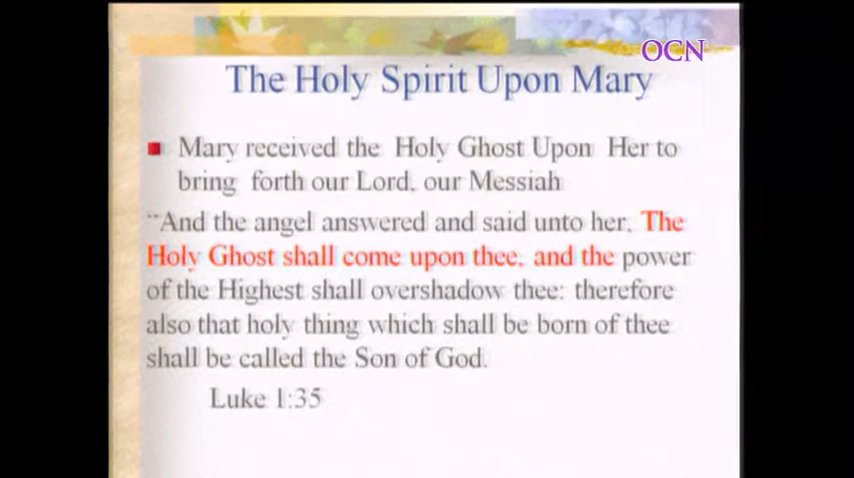 OCN
The Holy Spirit Upon Mary
Mary received the Holy Ghost Upon Her to
bring forth our Lord, our Messiah
“And the angel answered and said unto her, The
Holy Ghost shall come upon thee, and the power
of the Highest shall overshadow thee: therefore
also that holy thing which shall be born of thee
shall be called the Son of God.
Luke 1:35